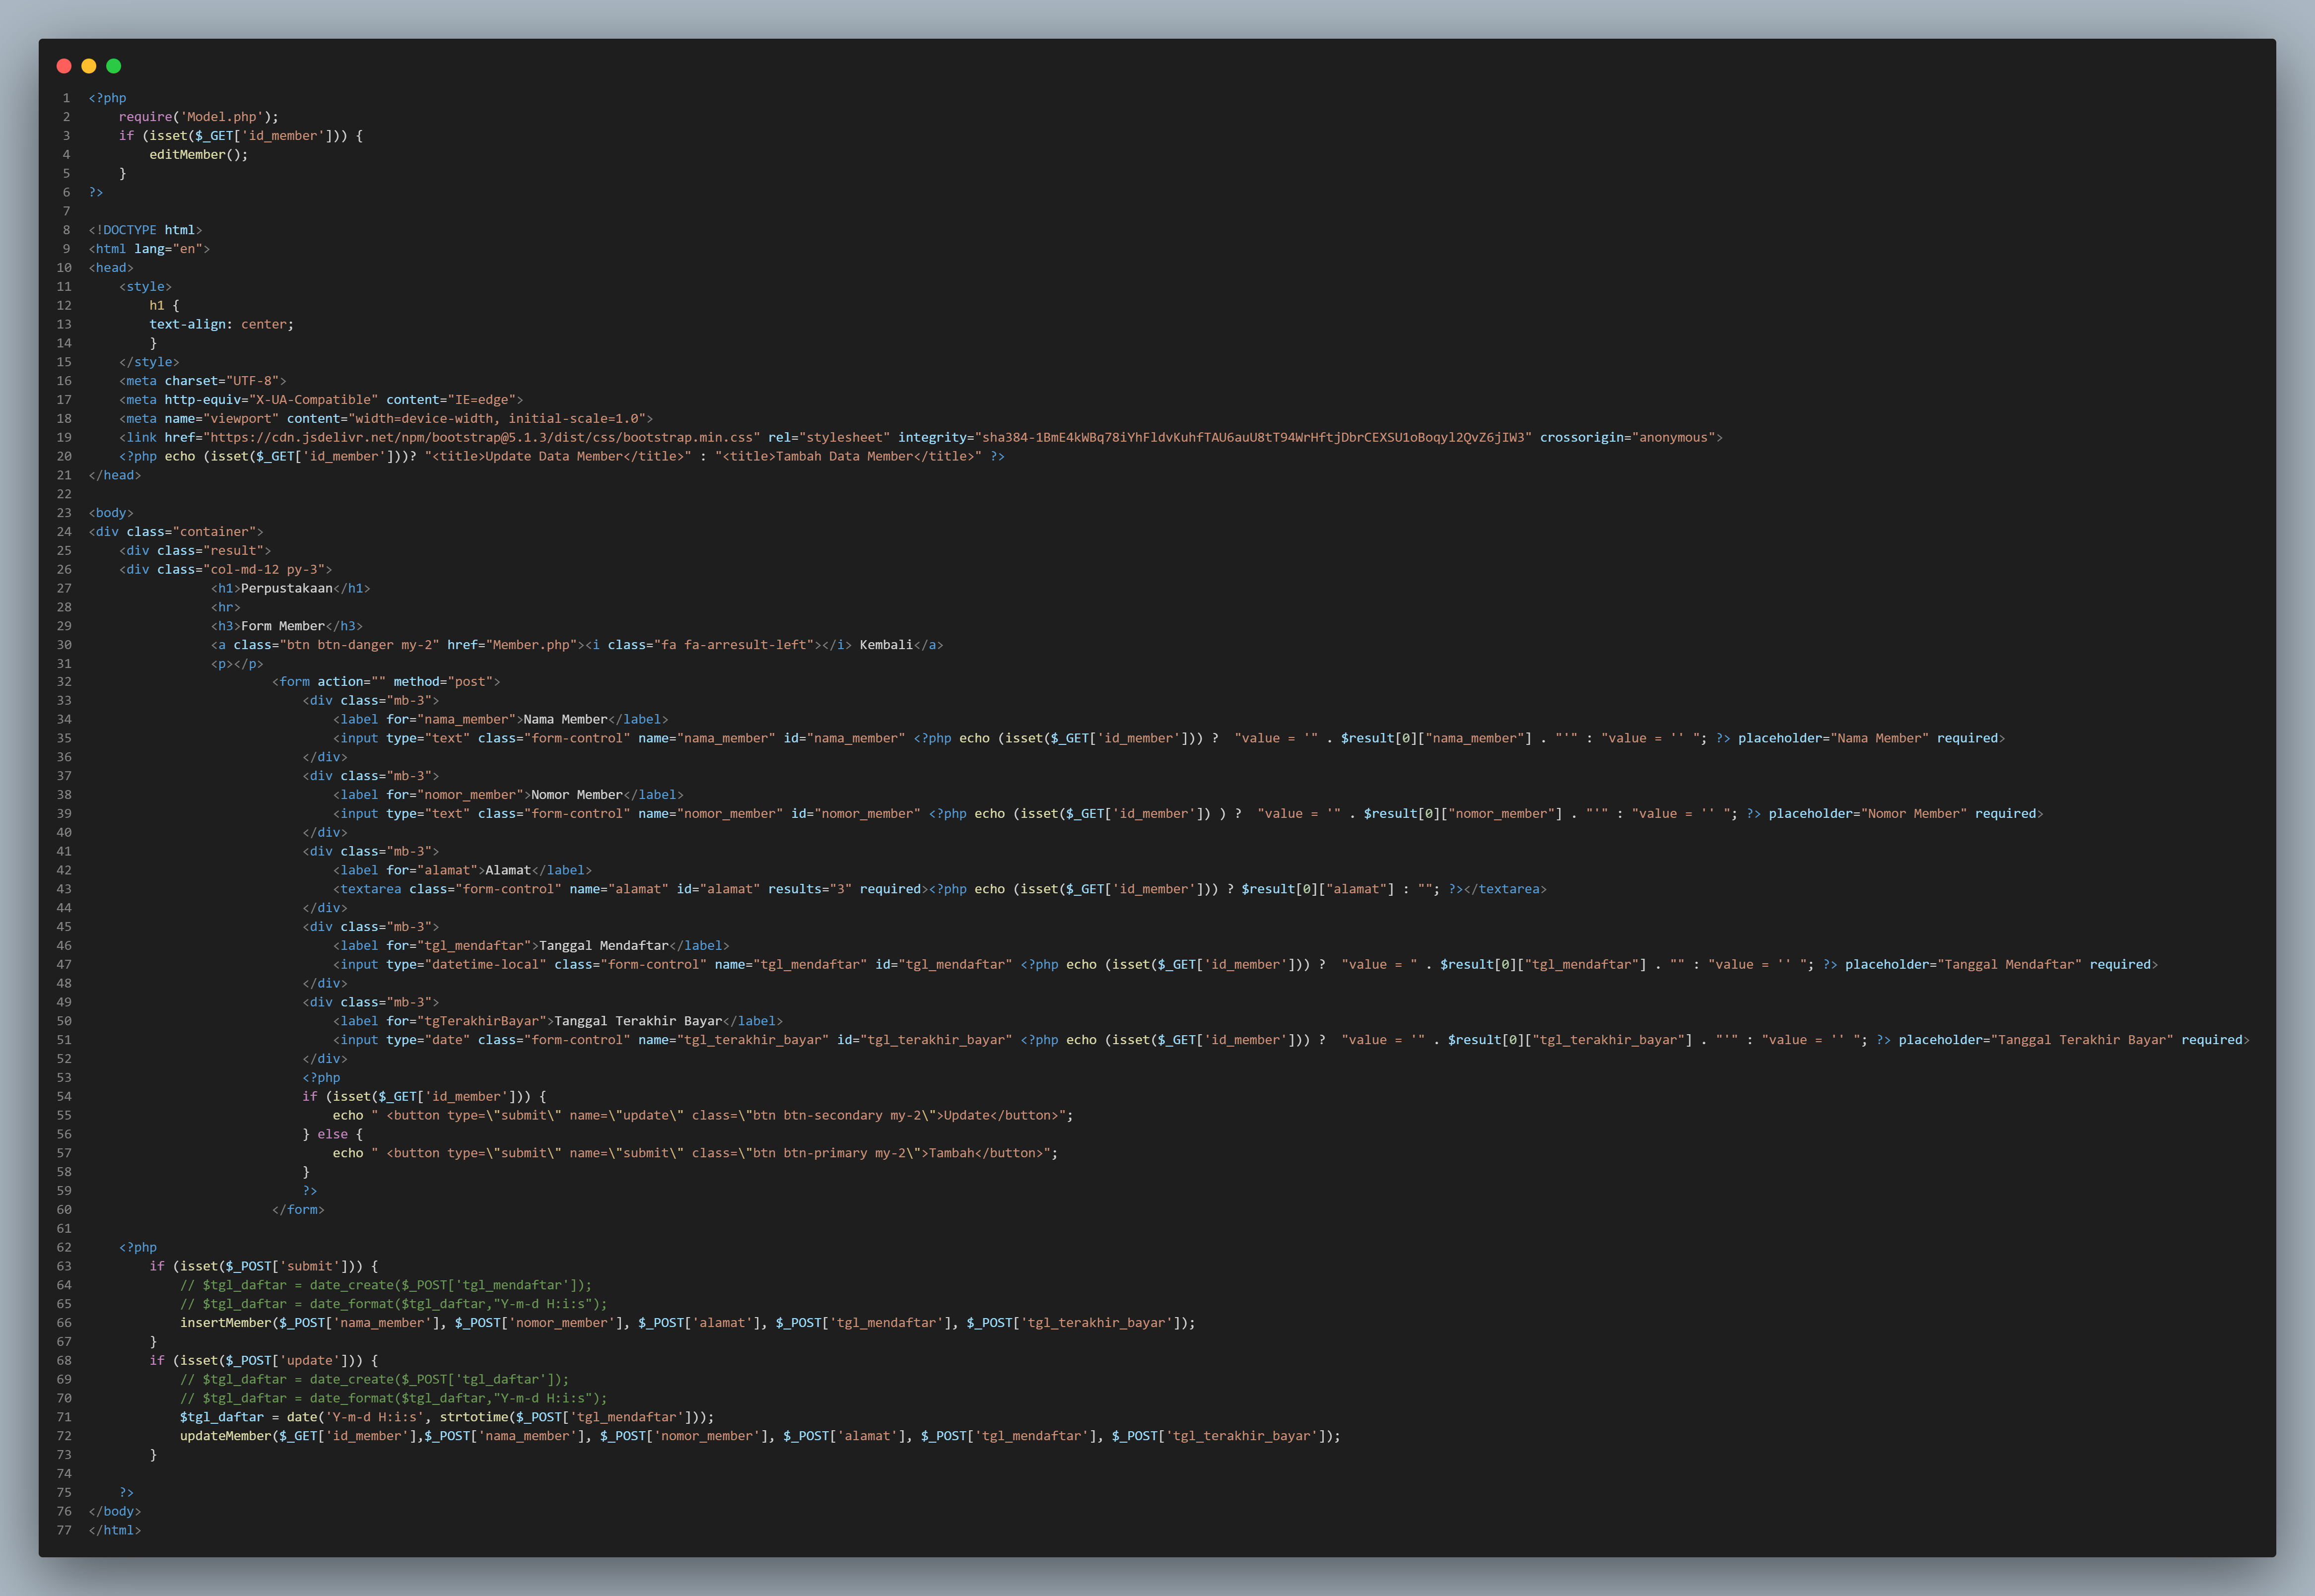 1 <?php
2     require('Model.php');
3     if (isset($_GET['id_member'])) {
4         editMember();
5     }
6 ?>
7
8 <!DOCTYPE html>
9 <html lang="en">
10 <head>
11     <style>
12         h1 {
13         text-align: center;
14         }
15     </style>
16     <meta charset="UTF-8">
17     <meta http-equiv="X-UA-Compatible" content="IE=edge">
18     <meta name="viewport" content="width=device-width, initial-scale=1.0">
19     <link href="https://cdn.jsdelivr.net/npm/bootstrap@5.1.3/dist/css/bootstrap.min.css" rel="stylesheet" integrity="sha384-1BmE4kWBq78iYhFldvKuhfTAU6auU8tT94WrHftjDbrCEXSU1oBoqyl2QvZ6jIW3" crossorigin="anonymous">
20     <?php echo (isset($_GET['id_member']))? "<title>Update Data Member</title>" : "<title>Tambah Data Member</title>" ?>
21 </head>
22
23 <body>
24 <div class="container">
25     <div class="result">
26     <div class="col-md-12 py-3">
27                 <h1>Perpustakaan</h1>
28                 <hr>
29                 <h3>Form Member</h3>
30                 <a class="btn btn-danger my-2" href="Member.php"><i class="fa fa-arresult-left"></i> Kembali</a>
31                 <p></p>
32                         <form action="" method="post">
33                             <div class="mb-3">
34                                 <label for="nama_member">Nama Member</label>
35                                 <input type="text" class="form-control" name="nama_member" id="nama_member" <?php echo (isset($_GET['id_member'])) ?  "value = '" . $result[0]["nama_member"] . "'" : "value = '' "; ?> placeholder="Nama Member" required>
36                             </div>
37                             <div class="mb-3">
38                                 <label for="nomor_member">Nomor Member</label>
39                                 <input type="text" class="form-control" name="nomor_member" id="nomor_member" <?php echo (isset($_GET['id_member']) ) ?  "value = '" . $result[0]["nomor_member"] . "'" : "value = '' "; ?> placeholder="Nomor Member" required>
40                             </div>
41                             <div class="mb-3">
42                                 <label for="alamat">Alamat</label>
43                                 <textarea class="form-control" name="alamat" id="alamat" results="3" required><?php echo (isset($_GET['id_member'])) ? $result[0]["alamat"] : ""; ?></textarea>
44                             </div>
45                             <div class="mb-3">
46                                 <label for="tgl_mendaftar">Tanggal Mendaftar</label>
47                                 <input type="datetime-local" class="form-control" name="tgl_mendaftar" id="tgl_mendaftar" <?php echo (isset($_GET['id_member'])) ?  "value = " . $result[0]["tgl_mendaftar"] . "" : "value = '' "; ?> placeholder="Tanggal Mendaftar" required>
48                             </div>
49                             <div class="mb-3">
50                                 <label for="tgTerakhirBayar">Tanggal Terakhir Bayar</label>
51                                 <input type="date" class="form-control" name="tgl_terakhir_bayar" id="tgl_terakhir_bayar" <?php echo (isset($_GET['id_member'])) ?  "value = '" . $result[0]["tgl_terakhir_bayar"] . "'" : "value = '' "; ?> placeholder="Tanggal Terakhir Bayar" required>
52                             </div>
53                             <?php
54                             if (isset($_GET['id_member'])) {
55                                 echo " <button type=\"submit\" name=\"update\" class=\"btn btn-secondary my-2\">Update</button>";
56                             } else {
57                                 echo " <button type=\"submit\" name=\"submit\" class=\"btn btn-primary my-2\">Tambah</button>";
58                             }
59                             ?>
60                         </form>
61
62     <?php
63         if (isset($_POST['submit'])) {
64             // $tgl_daftar = date_create($_POST['tgl_mendaftar']);
65             // $tgl_daftar = date_format($tgl_daftar,"Y-m-d H:i:s");
66             insertMember($_POST['nama_member'], $_POST['nomor_member'], $_POST['alamat'], $_POST['tgl_mendaftar'], $_POST['tgl_terakhir_bayar']);
67         }
68         if (isset($_POST['update'])) {
69             // $tgl_daftar = date_create($_POST['tgl_daftar']);
70             // $tgl_daftar = date_format($tgl_daftar,"Y-m-d H:i:s");
71             $tgl_daftar = date('Y-m-d H:i:s', strtotime($_POST['tgl_mendaftar']));
72             updateMember($_GET['id_member'],$_POST['nama_member'], $_POST['nomor_member'], $_POST['alamat'], $_POST['tgl_mendaftar'], $_POST['tgl_terakhir_bayar']);
73         }
74
75     ?>
76 </body>
77 </html>